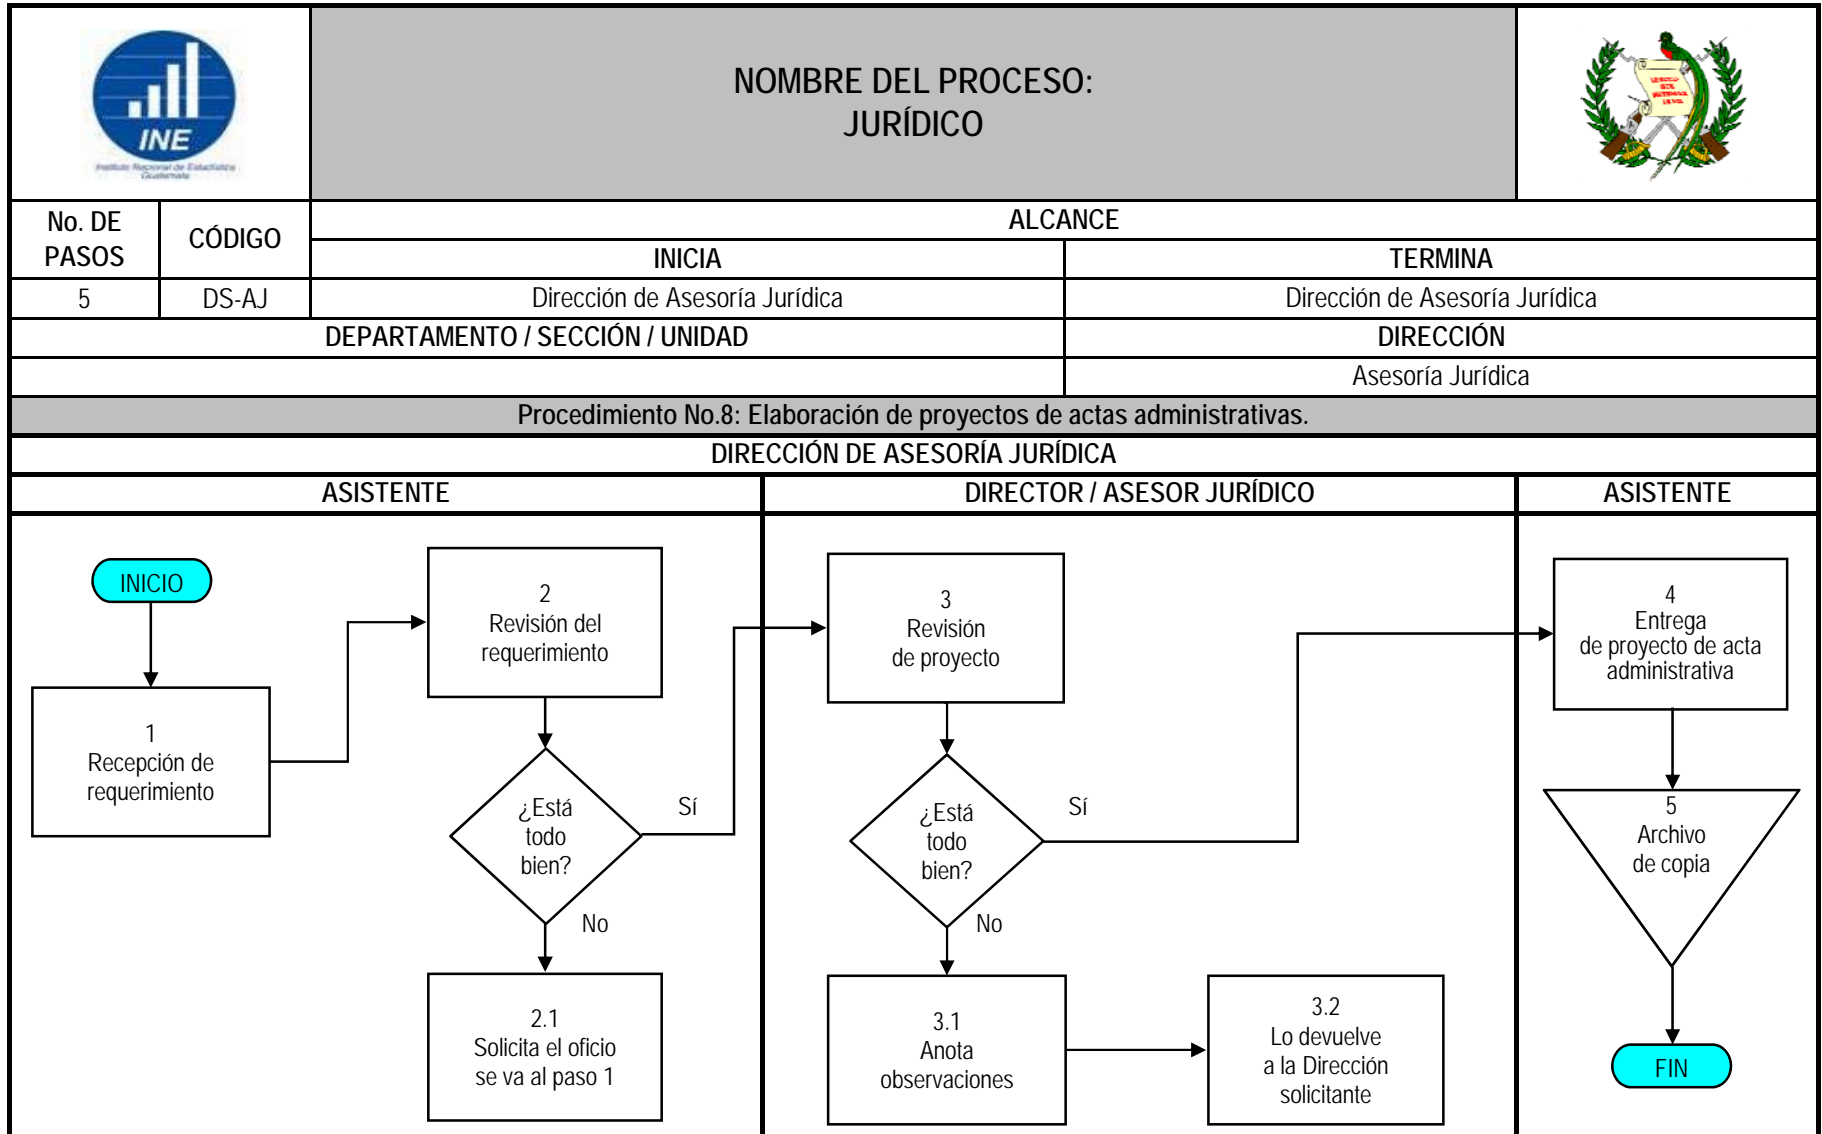 INE
Instituto Nacional de Estadística
Guatemala
NOMBRE DEL PROCESO:
JURÍDICO
No. DE
PASOS
CÓDIGO
ALCANCE
INICIA
TERMINA
5
DS-AJ
Dirección de Asesoría Jurídica
Dirección de Asesoría Jurídica
DEPARTAMENTO / SECCIÓN / UNIDAD
DIRECCIÓN
Asesoría Jurídica
Procedimiento No.8: Elaboración de proyectos de actas administrativas.
DIRECCIÓN DE ASESORÍA JURÍDICA
ASISTENTE
DIRECTOR / ASESOR JURÍDICO
ASISTENTE
INICIO
1
Recepción de
requerimiento
2
Revisión del
requerimiento
¿Está
todo
bien?
Sí
No
2.1
Solicita el oficio
se va al paso 1
3
Revisión
de proyecto
¿Está
todo
bien?
Sí
No
3.1
Anota
observaciones
3.2
Lo devuelve
a la Dirección
solicitante
4
Entrega
de proyecto de acta
administrativa
5
Archivo
de copia
FIN